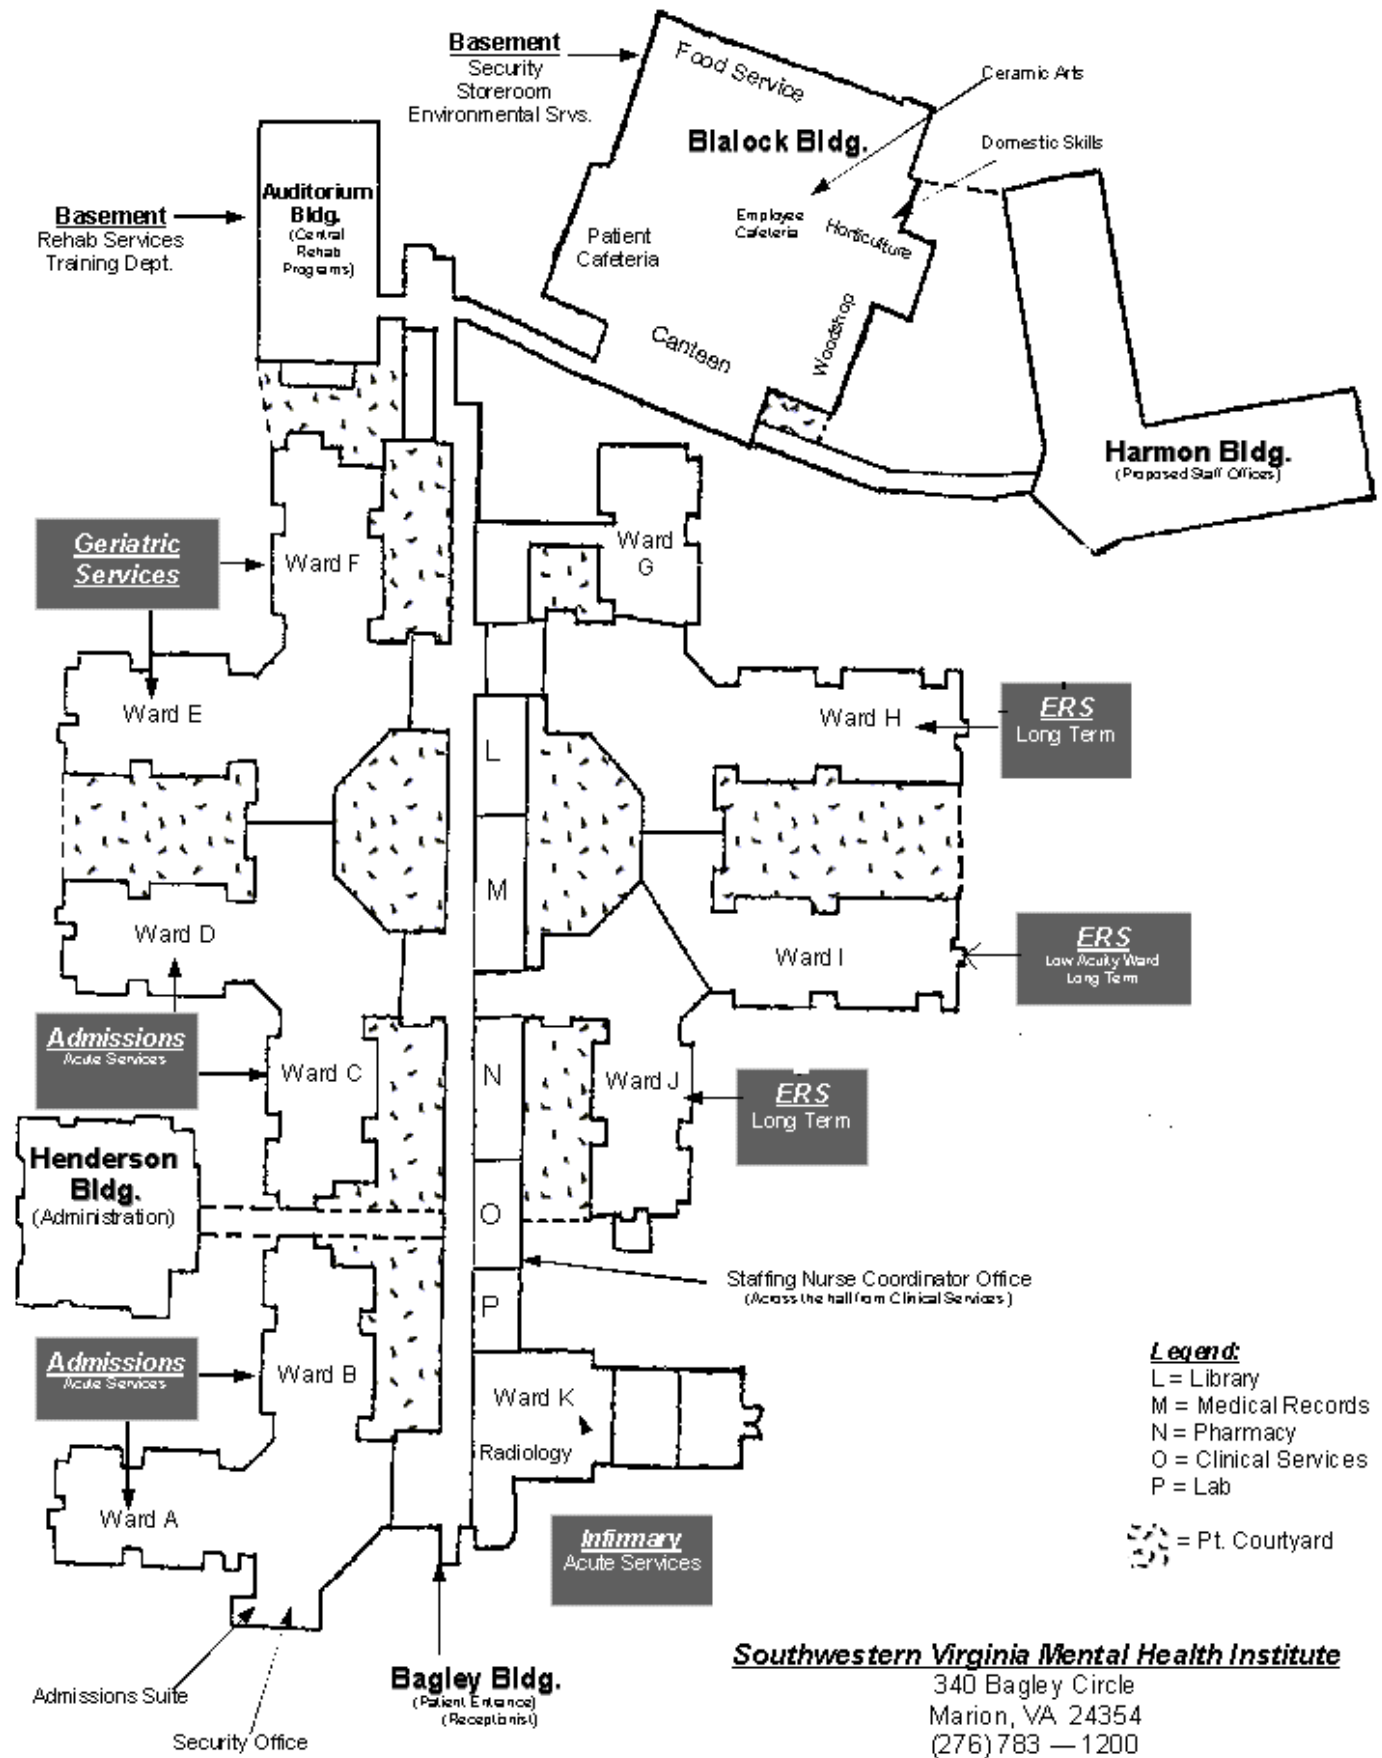 Basement
Security
Storeroom
Environmental Srvs.
Food Service
Ceramic Arts
Blalock Bldg.
Domestic Skills
Auditorium
Bldg.
(Central
Rehab
Programs)
Basement
Rehab Services
Training Dept.
Employee
Cafeteria
Horticulture
Patient
Cafeteria
Woodshop
Canteen
Harmon Bldg.
(Proposed Staff Offices)
Geriatric
Services
Ward F
Ward
G
Ward E
Ward H
ERS
Long Term
L
M
Ward D
Ward I
ERS
Low Acuity Ward
Long Term
Admissions
Acute Services
Ward C
N
Ward J
ERS
Long Term
Henderson
Bldg.
(Administration)
O
Staffing Nurse Coordinator Office
(Across the hall from Clinical Services)
P
Admissions
Acute Services
Ward B
Ward K
Radiology
Legend:
L = Library
M = Medical Records
N = Pharmacy
O = Clinical Services
P = Lab
= Pt. Courtyard
Ward A
Infirmary
Acute Services
Bagley Bldg.
(Patient Entrance)
(Receptionist)
Admissions Suite
Security Office
Southwestern Virginia Mental Health Institute
340 Bagley Circle
Marion, VA 24354
(276) 783 — 1200